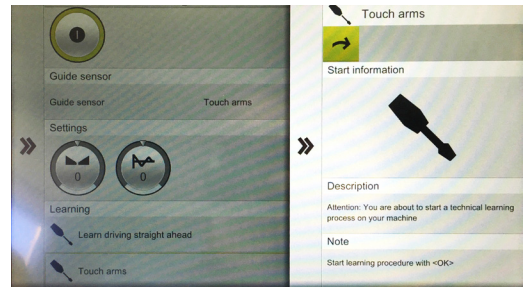 Guide sensor
Guide sensor Touch arms
Settings
0 0
Learning
Learn driving straight ahead
Touch arms
Touch arms
Start information
Description
Attention: You are about to start a technical learning
process on your machine
Note
Start learning procedure with <OK>